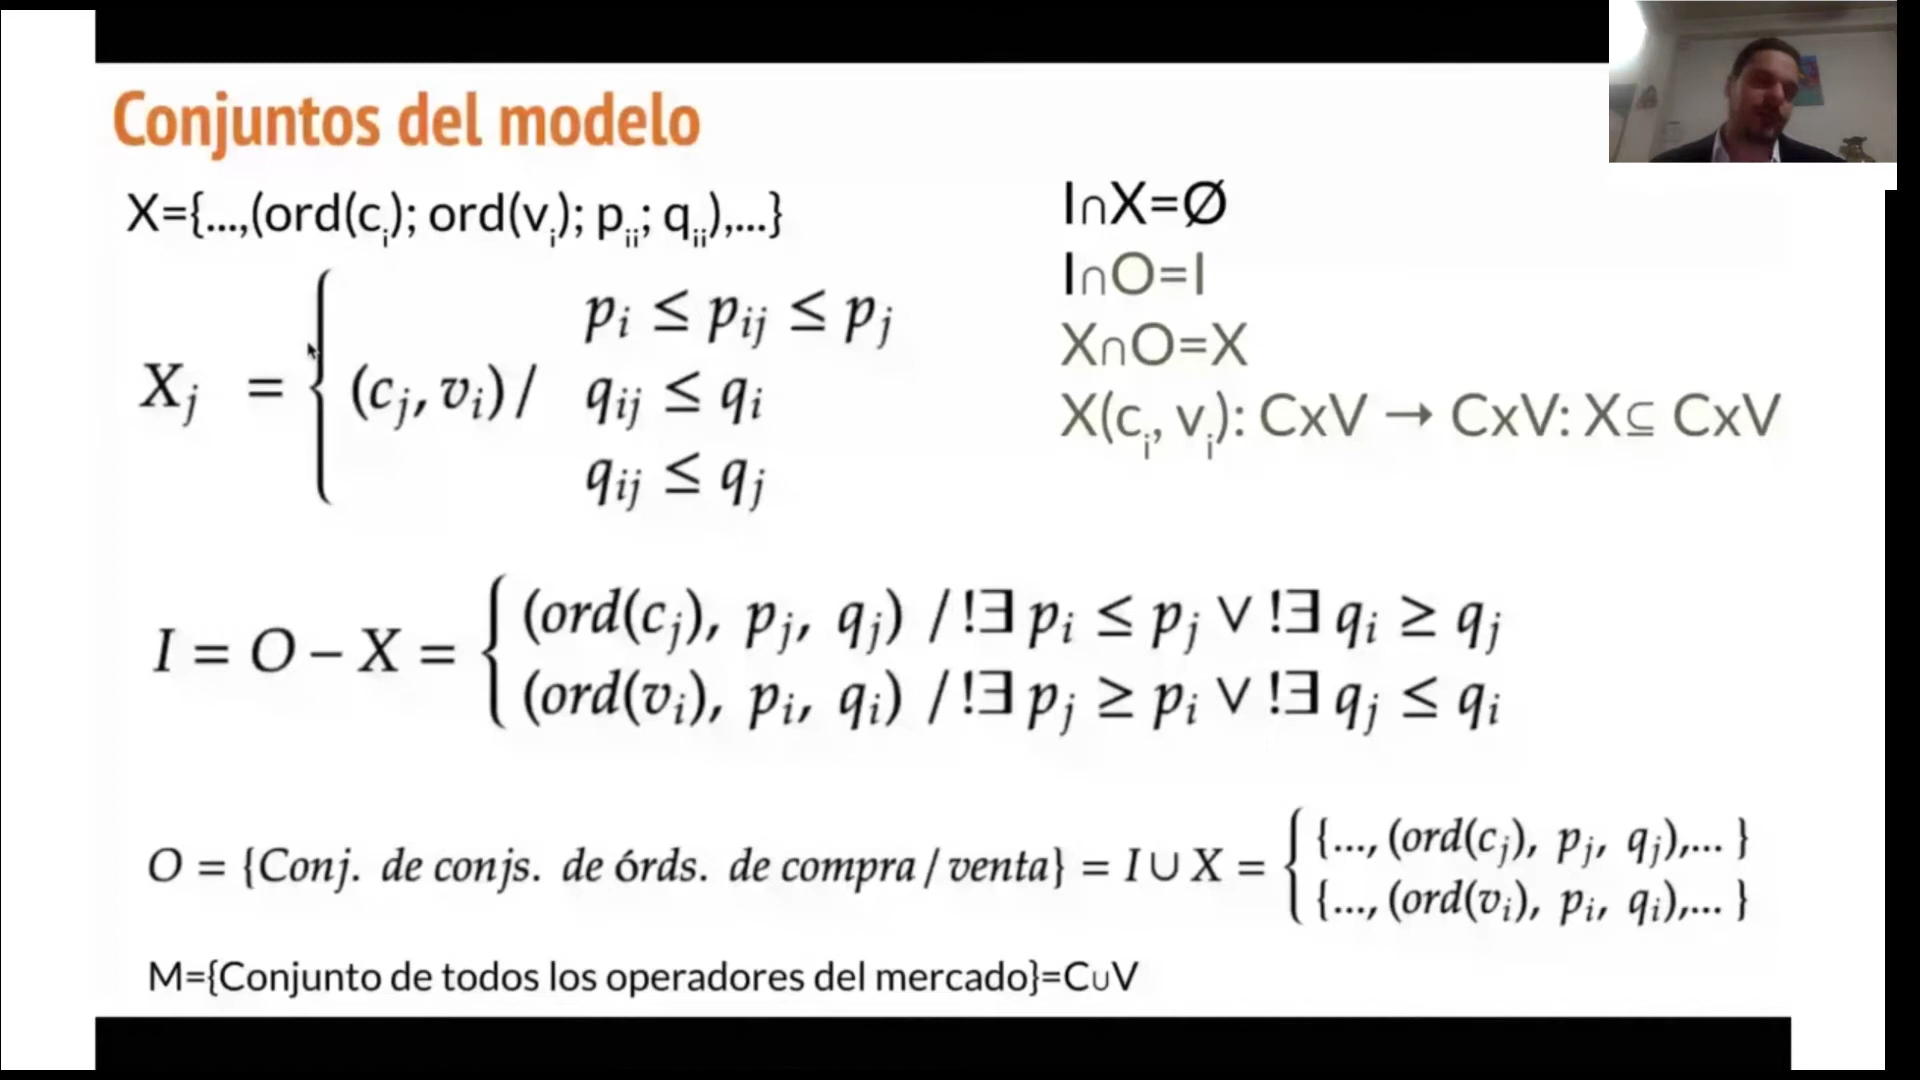 Conjuntos del modelo
X={...,(ord(cᵢ); ord(vᵢ); pᵢᵢ; qᵢᵢ),...}
I∩X=Ø
I∩O=I
X∩O=X
X(cᵢ, vᵢ): CxV → CxV: X⊆ CxV
pᵢ ≤ pᵢⱼ ≤ pⱼ
Xⱼ = { (cⱼ, vᵢ) / qᵢⱼ ≤ qᵢ
qᵢⱼ ≤ qⱼ
I = O − X = { (ord(cⱼ), pⱼ, qⱼ) / !∃ pᵢ ≤ pⱼ ∨ !∃ qᵢ ≥ qⱼ
(ord(vᵢ), pᵢ, qᵢ) / !∃ pⱼ ≥ pᵢ ∨ !∃ qⱼ ≤ qᵢ
O = {Conj. de conjs. de órds. de compra / venta} = I ∪ X = { {..., (ord(cⱼ), pⱼ, qⱼ),... }
{..., (ord(vᵢ), pᵢ, qᵢ),... }
M={Conjunto de todos los operadores del mercado}=C∪V